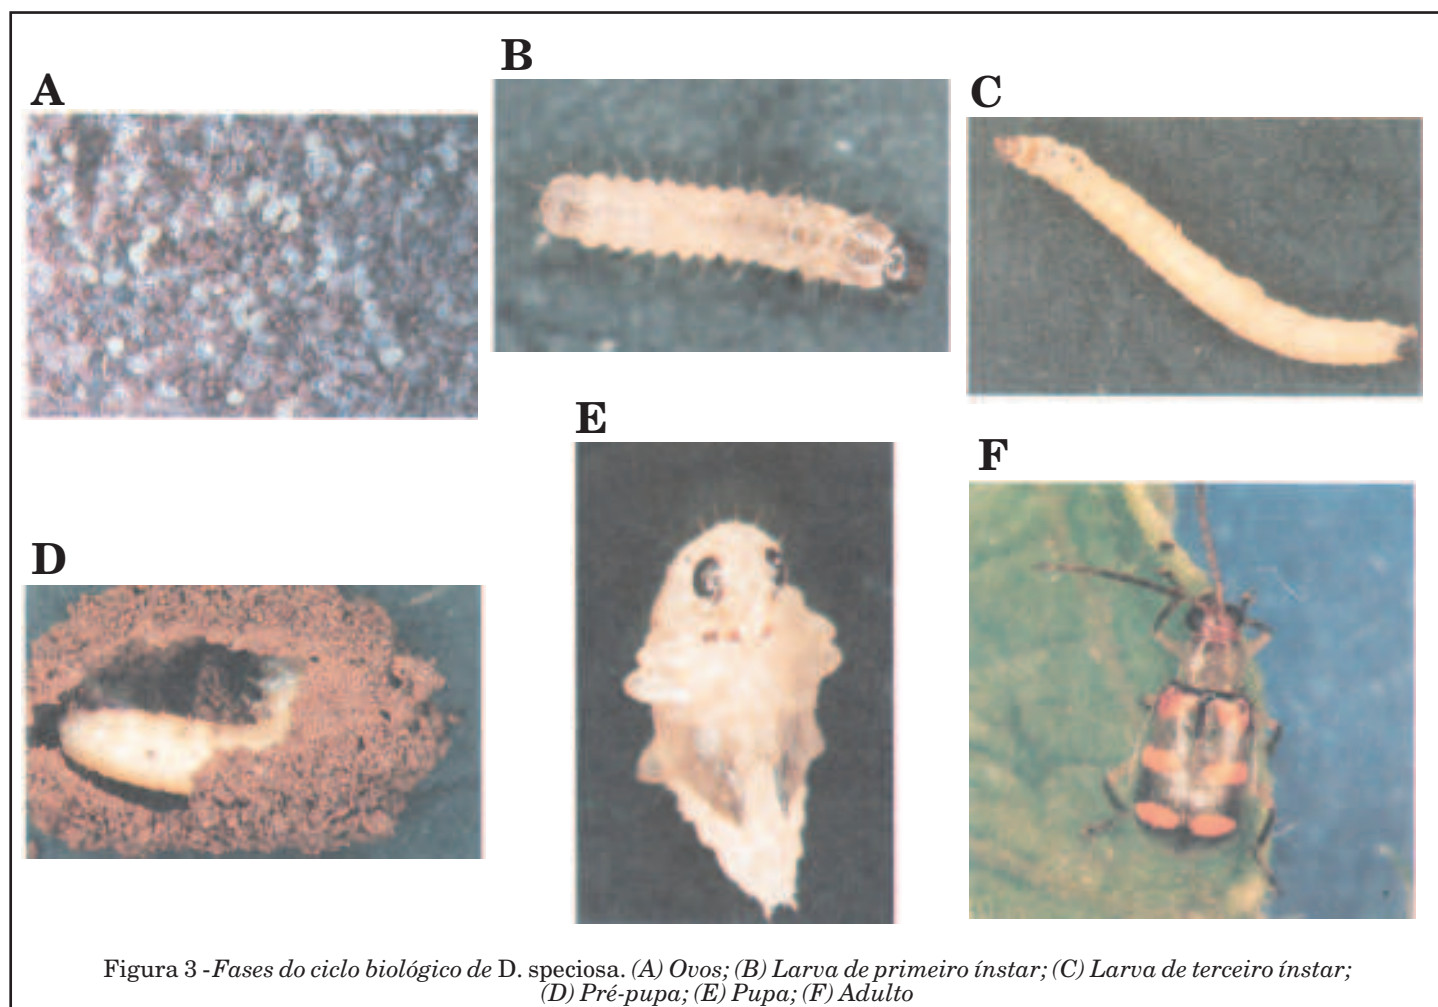 A
B
C
D
E
F
Figura 3 -Fases do ciclo biológico de D. speciosa. (A) Ovos; (B) Larva de primeiro ínstar; (C) Larva de terceiro ínstar;
(D) Pré-pupa; (E) Pupa; (F) Adulto